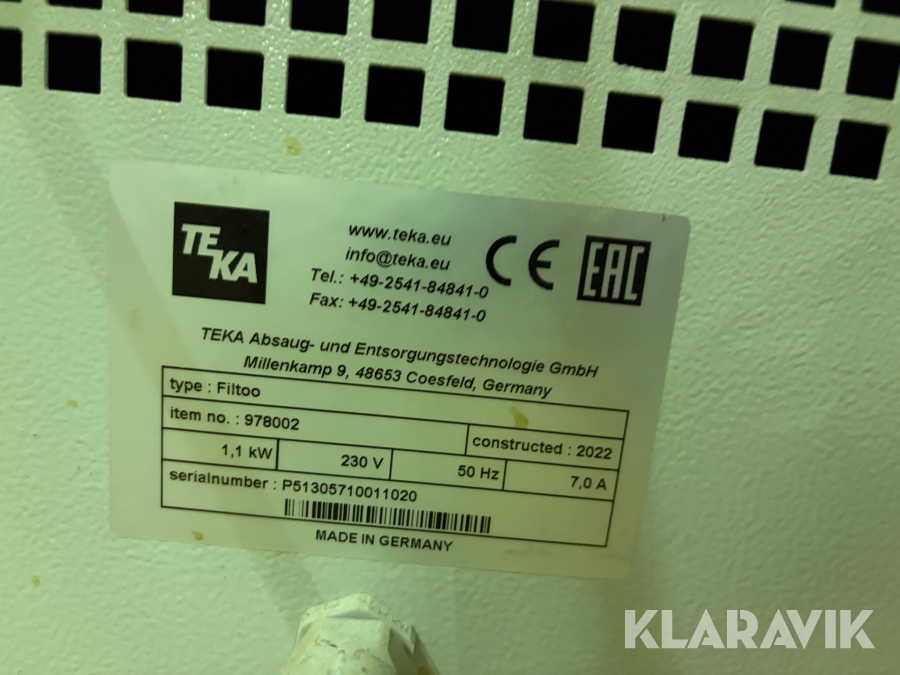 TEKA
www.teka.eu
info@teka.eu
Tel.: +49-2541-84841-0
Fax: +49-2541-84841-0
CE
EAC
TEKA Absaug- und Entsorgungstechnologie GmbH
Millenkamp 9, 48653 Coesfeld, Germany
type : Filtoo
item no. : 978002
constructed : 2022
1,1 kW 230 V 50 Hz 7,0 A
serialnumber : P51305710011020
MADE IN GERMANY
KLARAVIK